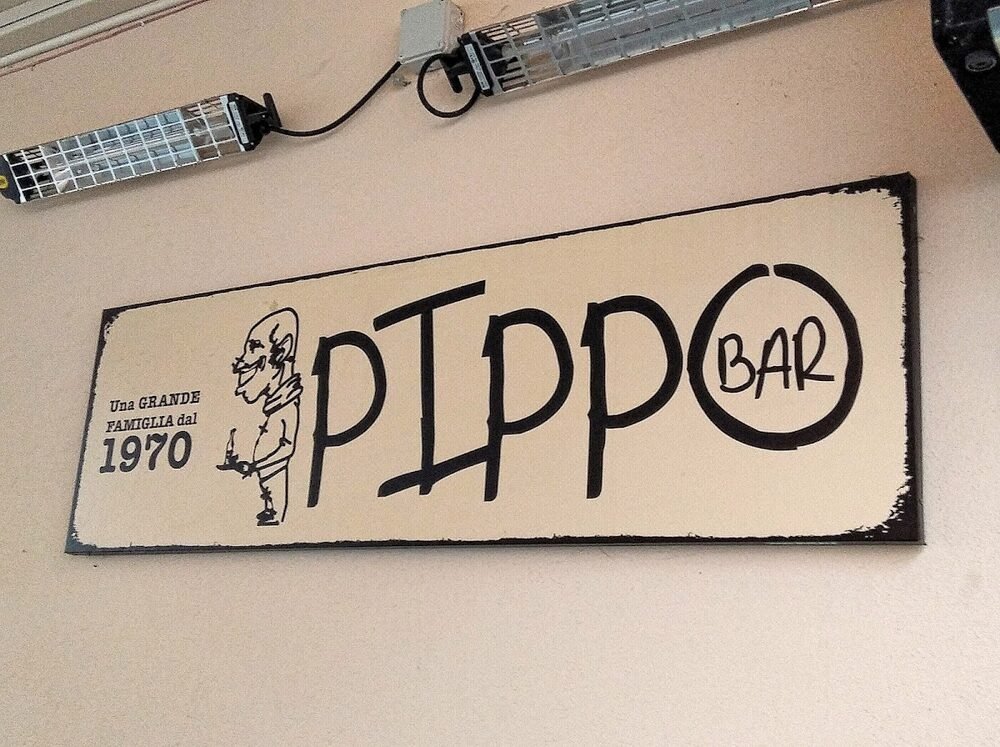 Una GRANDE
FAMIGLIA dal
1970
PIPPO
BAR